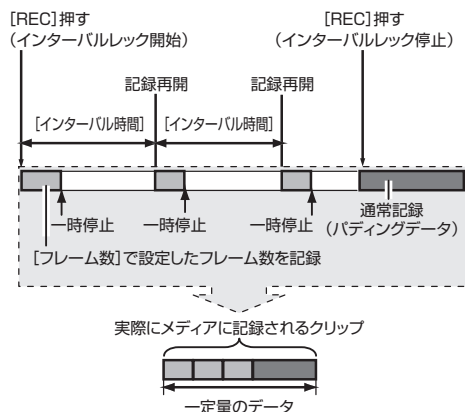 [REC]押す
(インターバルレック開始)
[REC]押す
(インターバルレック停止)
記録再開
記録再開
[インターバル時間]
[インターバル時間]
一時停止
一時停止
一時停止
通常記録
(パディングデータ)
[フレーム数]で設定したフレーム数を記録
実際にメディアに記録されるクリップ
一定量のデータ